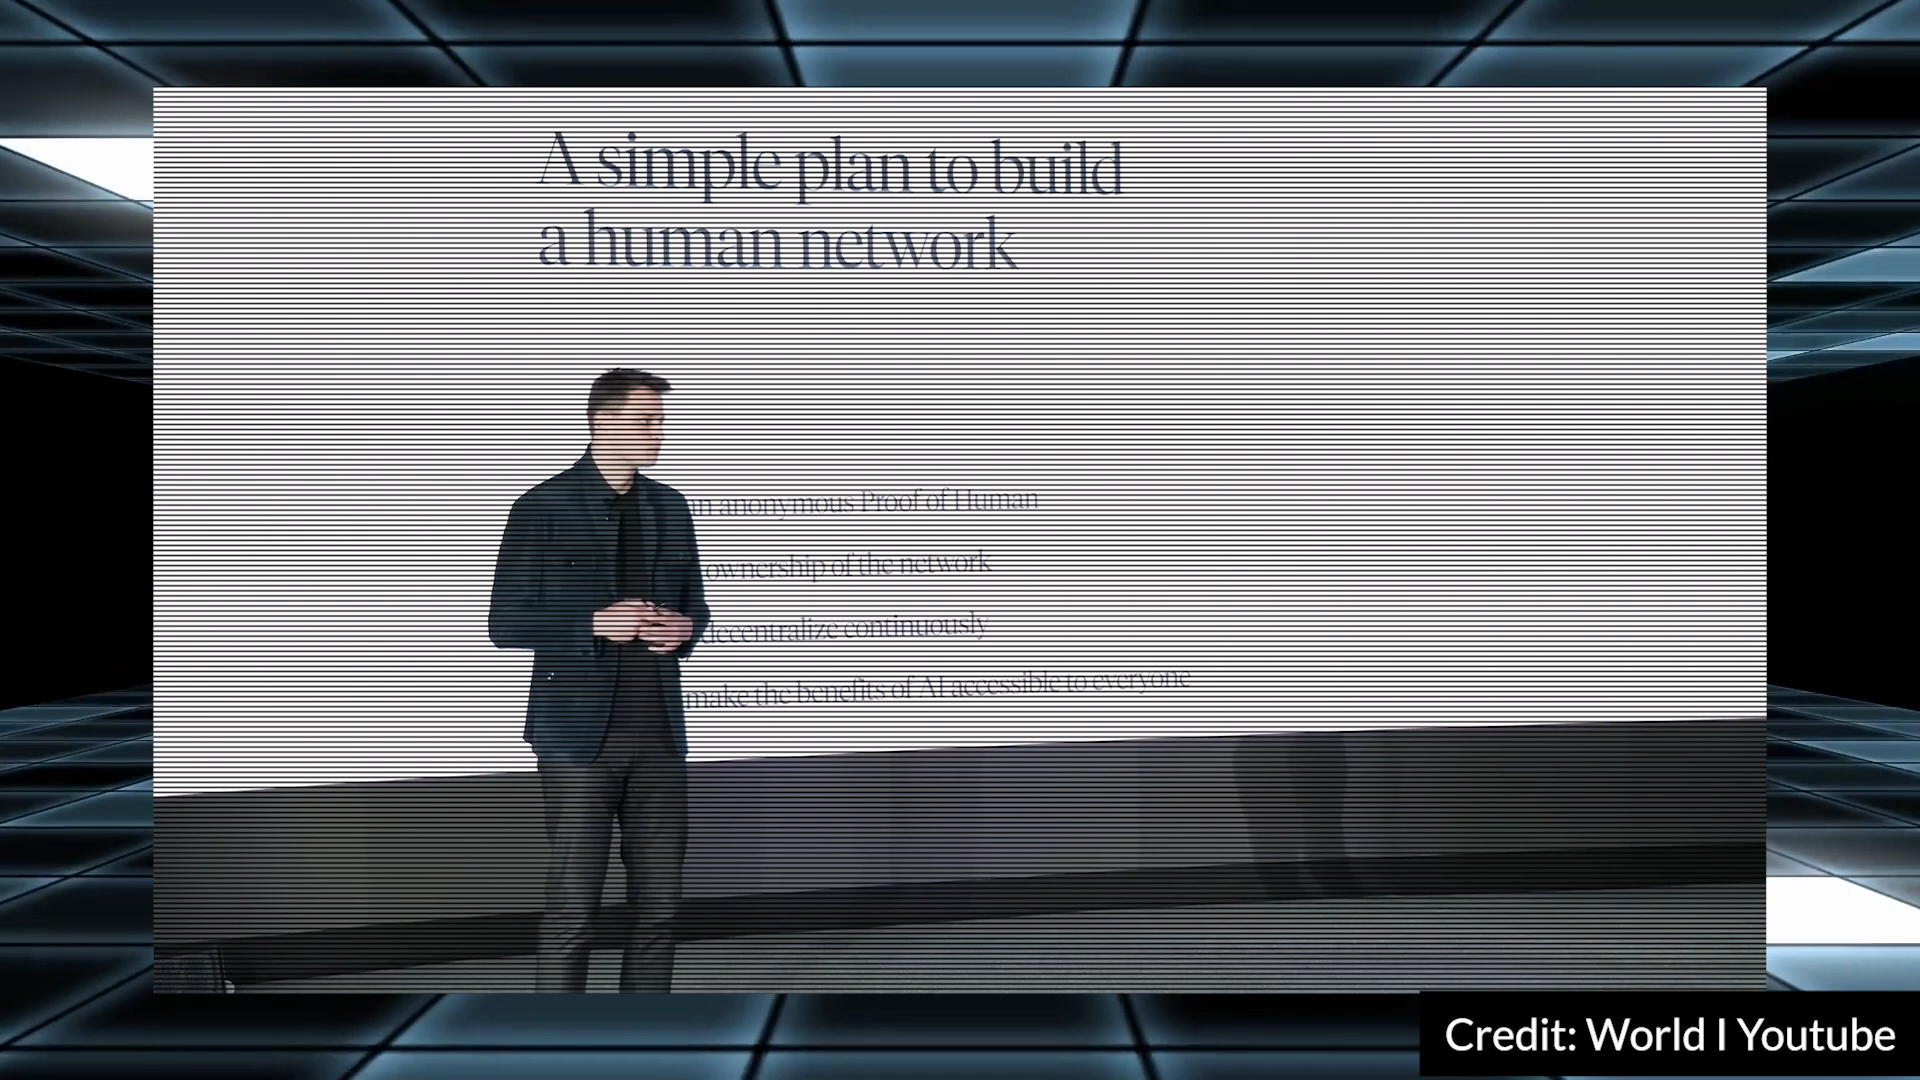 A simple plan to build
a human network
an anonymous Proof of Human
ownership of the network
decentralize continuously
make the benefits of AI accessible to everyone
Credit: World I Youtube